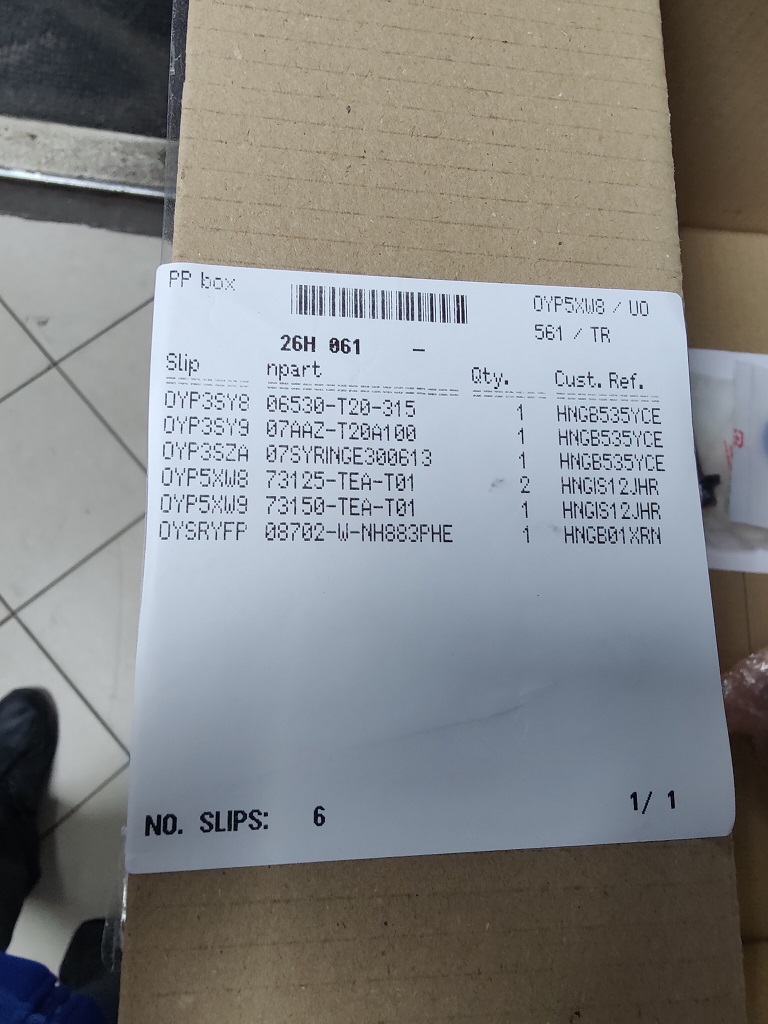 PP box
OYP5XW8 / UO
561 / TR
26H 061 –
Slip npart Qty. Cust. Ref.
OYP3SY8 06530-T20-315 1 HNGB535YCE
OYP3SY9 07AAZ-T20A100 1 HNGB535YCE
OYP3SZA 07SYRINGE300613 1 HNGB535YCE
OYP5XW8 73125-TEA-T01 2 HNGIS12JHR
OYP5XW9 73150-TEA-T01 1 HNGIS12JHR
OYSRYFP 08702-W-NH883PHE 1 HNGB01XRN
NO. SLIPS: 6 1/ 1